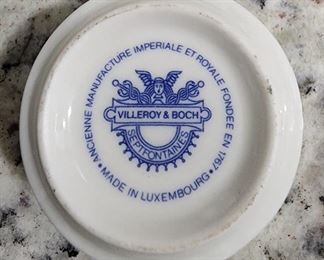 • ANCIENNE MANUFACTURE IMPERIALE ET ROYALE FONDEE EN 1767 •
VILLEROY & BOCH
SEPTFONTAINES
MADE IN LUXEMBOURG